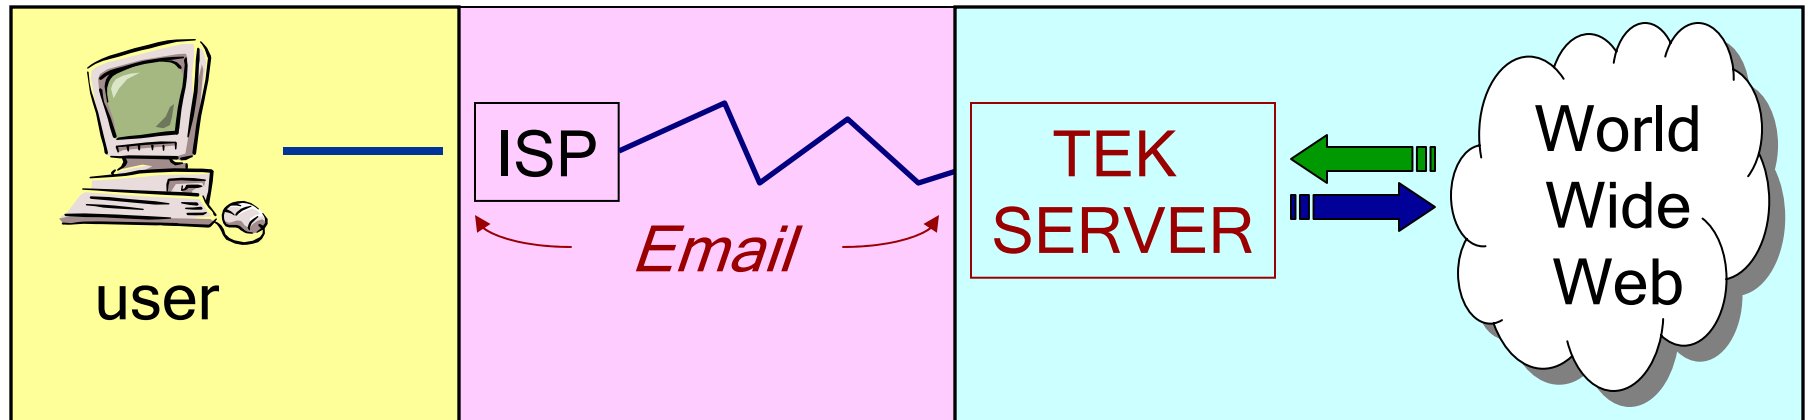 user
ISP
Email
TEK
SERVER
World
Wide
Web